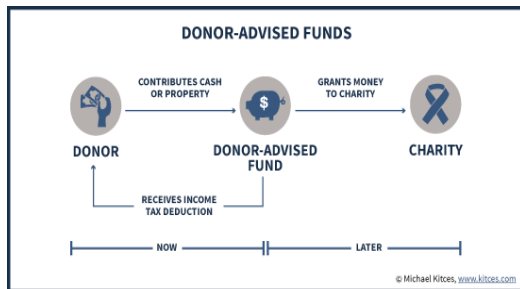 DONOR-ADVISED FUNDS
CONTRIBUTES CASH
OR PROPERTY
GRANTS MONEY
TO CHARITY
$
DONOR
DONOR-ADVISED
FUND
CHARITY
RECEIVES INCOME
TAX DEDUCTION
NOW
LATER
© Michael Kitces, www.kitces.com